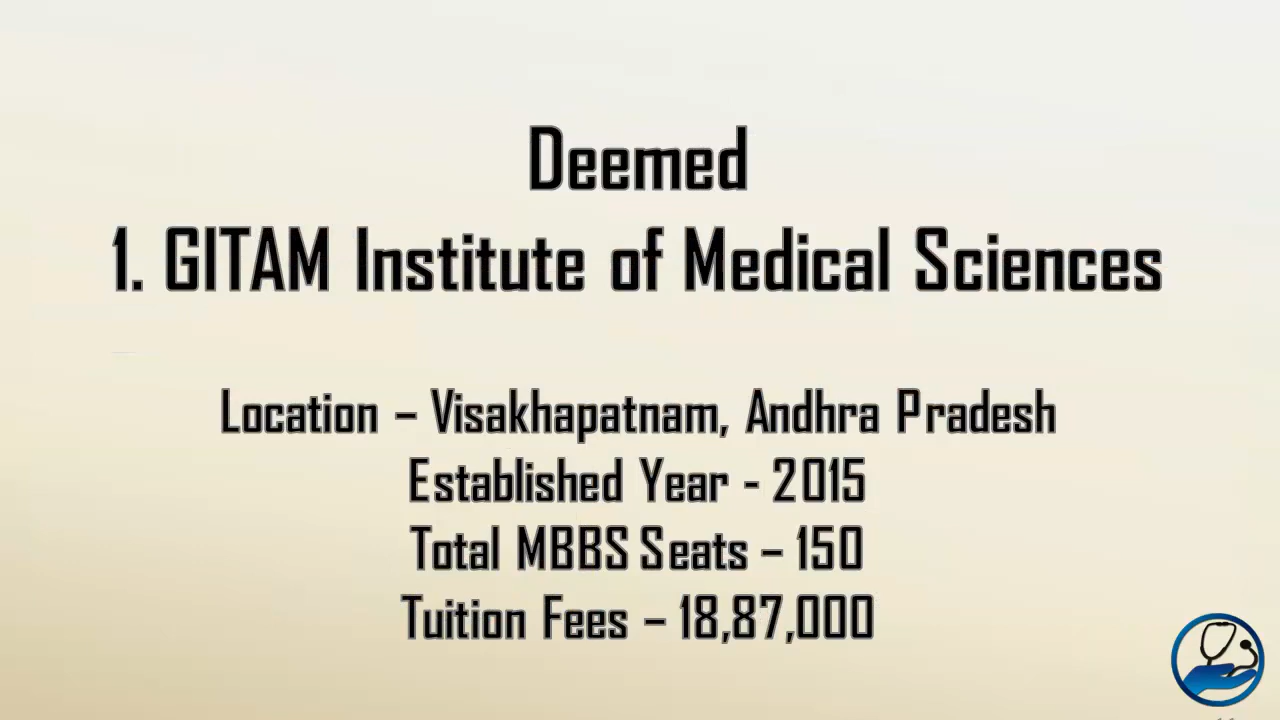 Deemed
1. GITAM Institute of Medical Sciences
Location – Visakhapatnam, Andhra Pradesh
Established Year - 2015
Total MBBS Seats – 150
Tuition Fees – 18,87,000